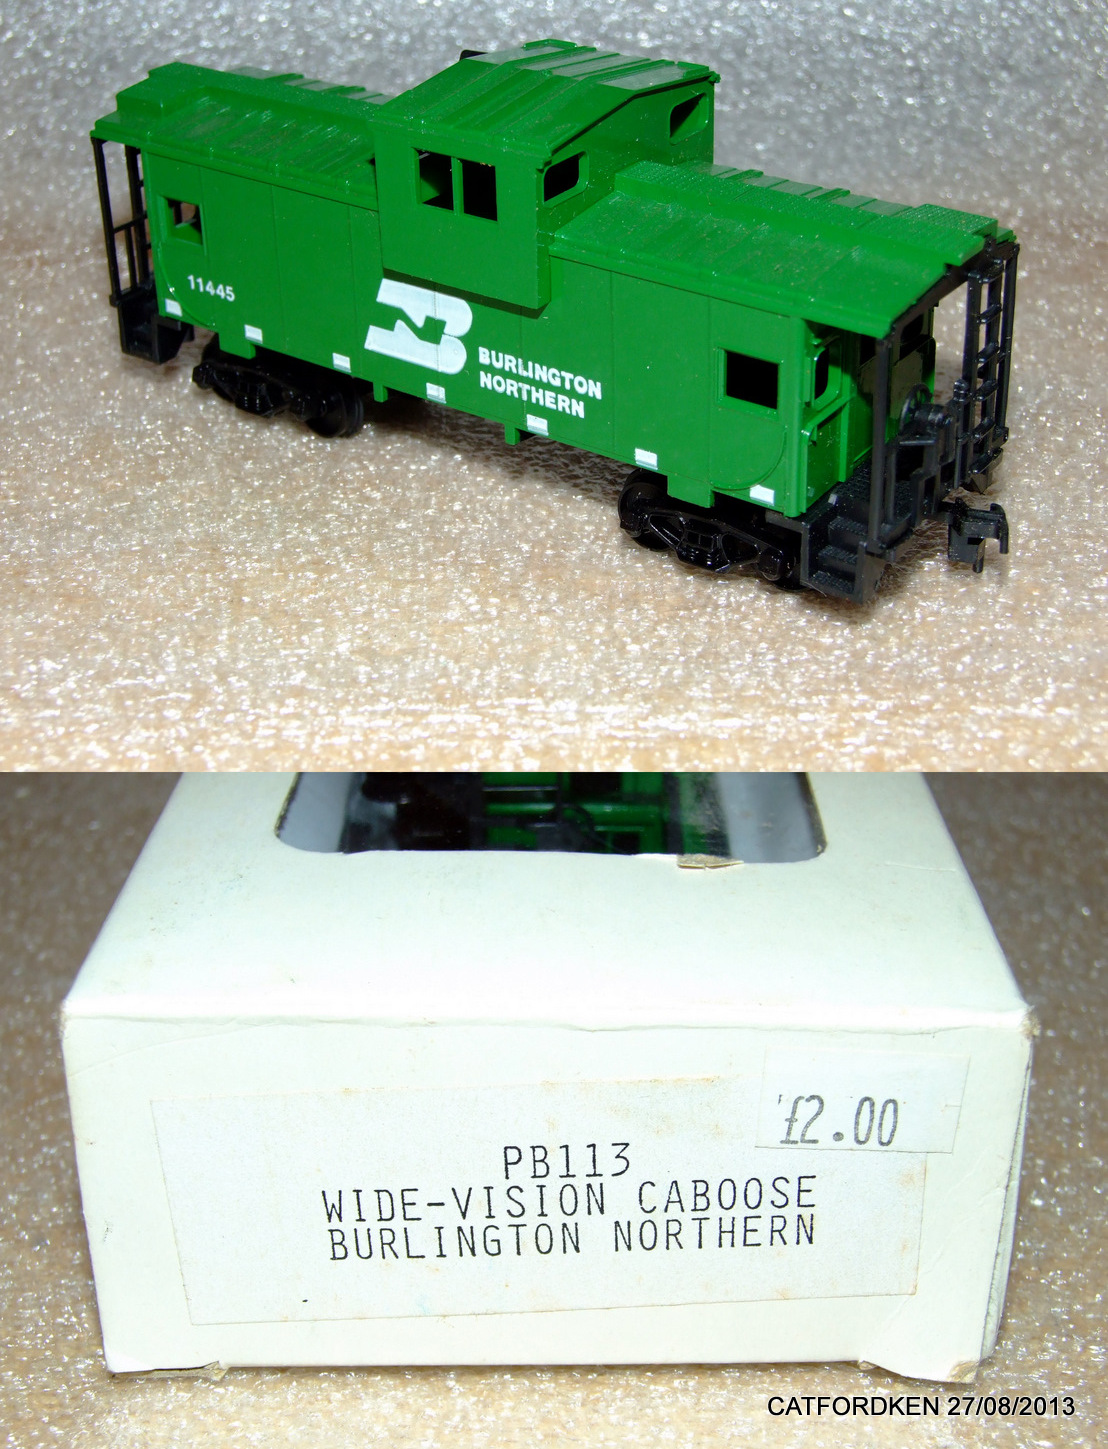 11445
BURLINGTON
NORTHERN
£2.00
PB113
WIDE-VISION CABOOSE
BURLINGTON NORTHERN
CATFORDKEN 27/08/2013